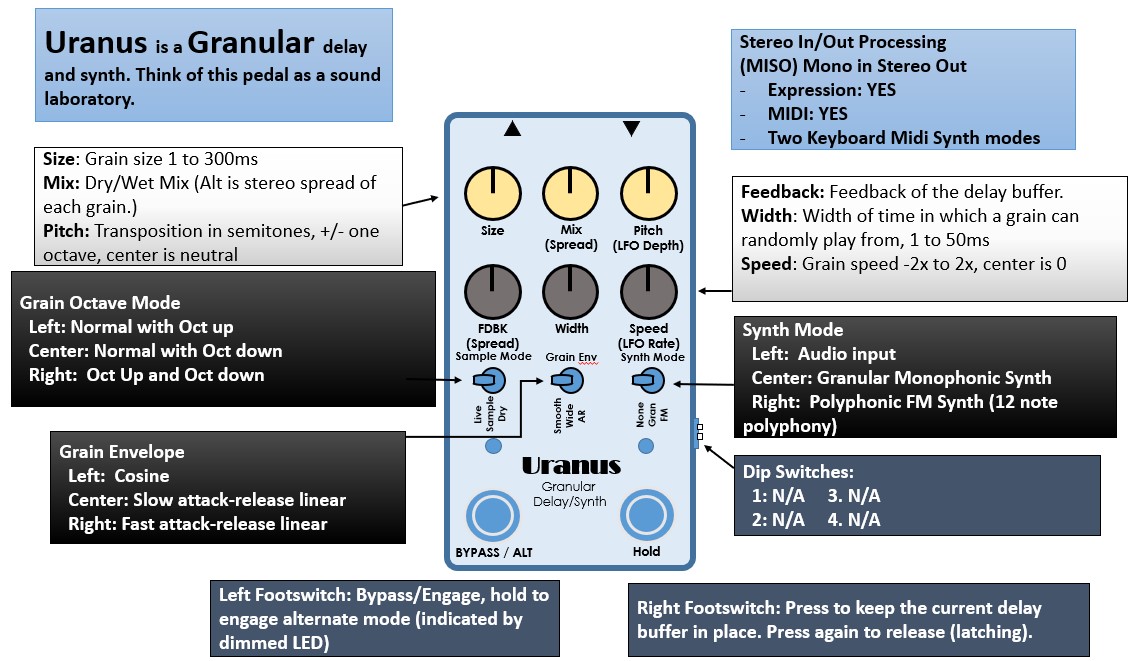 Uranus is a Granular delay
and synth. Think of this pedal as a sound
laboratory.
Stereo In/Out Processing
(MISO) Mono in Stereo Out
- Expression: YES
- MIDI: YES
- Two Keyboard Midi Synth modes
Size: Grain size 1 to 300ms
Mix: Dry/Wet Mix (Alt is stereo spread of
each grain.)
Pitch: Transposition in semitones, +/- one
octave, center is neutral
Feedback: Feedback of the delay buffer.
Width: Width of time in which a grain can
randomly play from, 1 to 50ms
Speed: Grain speed -2x to 2x, center is 0
Grain Octave Mode
Left: Normal with Oct up
Center: Normal with Oct down
Right: Oct Up and Oct down
Synth Mode
Left: Audio input
Center: Granular Monophonic Synth
Right: Polyphonic FM Synth (12 note
polyphony)
Grain Envelope
Left: Cosine
Center: Slow attack-release linear
Right: Fast attack-release linear
Dip Switches:
1: N/A 3. N/A
2: N/A 4. N/A
Size
Mix
(Spread)
Pitch
(LFO Depth)
FDBK
(Spread)
Width
Speed
(LFO Rate)
Sample Mode
Grain Env
Synth Mode
Live
Sample
Dry
Smooth
Wide
AR
None
Gran
FM
Uranus
Granular
Delay/Synth
BYPASS / ALT
Hold
Left Footswitch: Bypass/Engage, hold to
engage alternate mode (indicated by
dimmed LED)
Right Footswitch: Press to keep the current delay
buffer in place. Press again to release (latching).